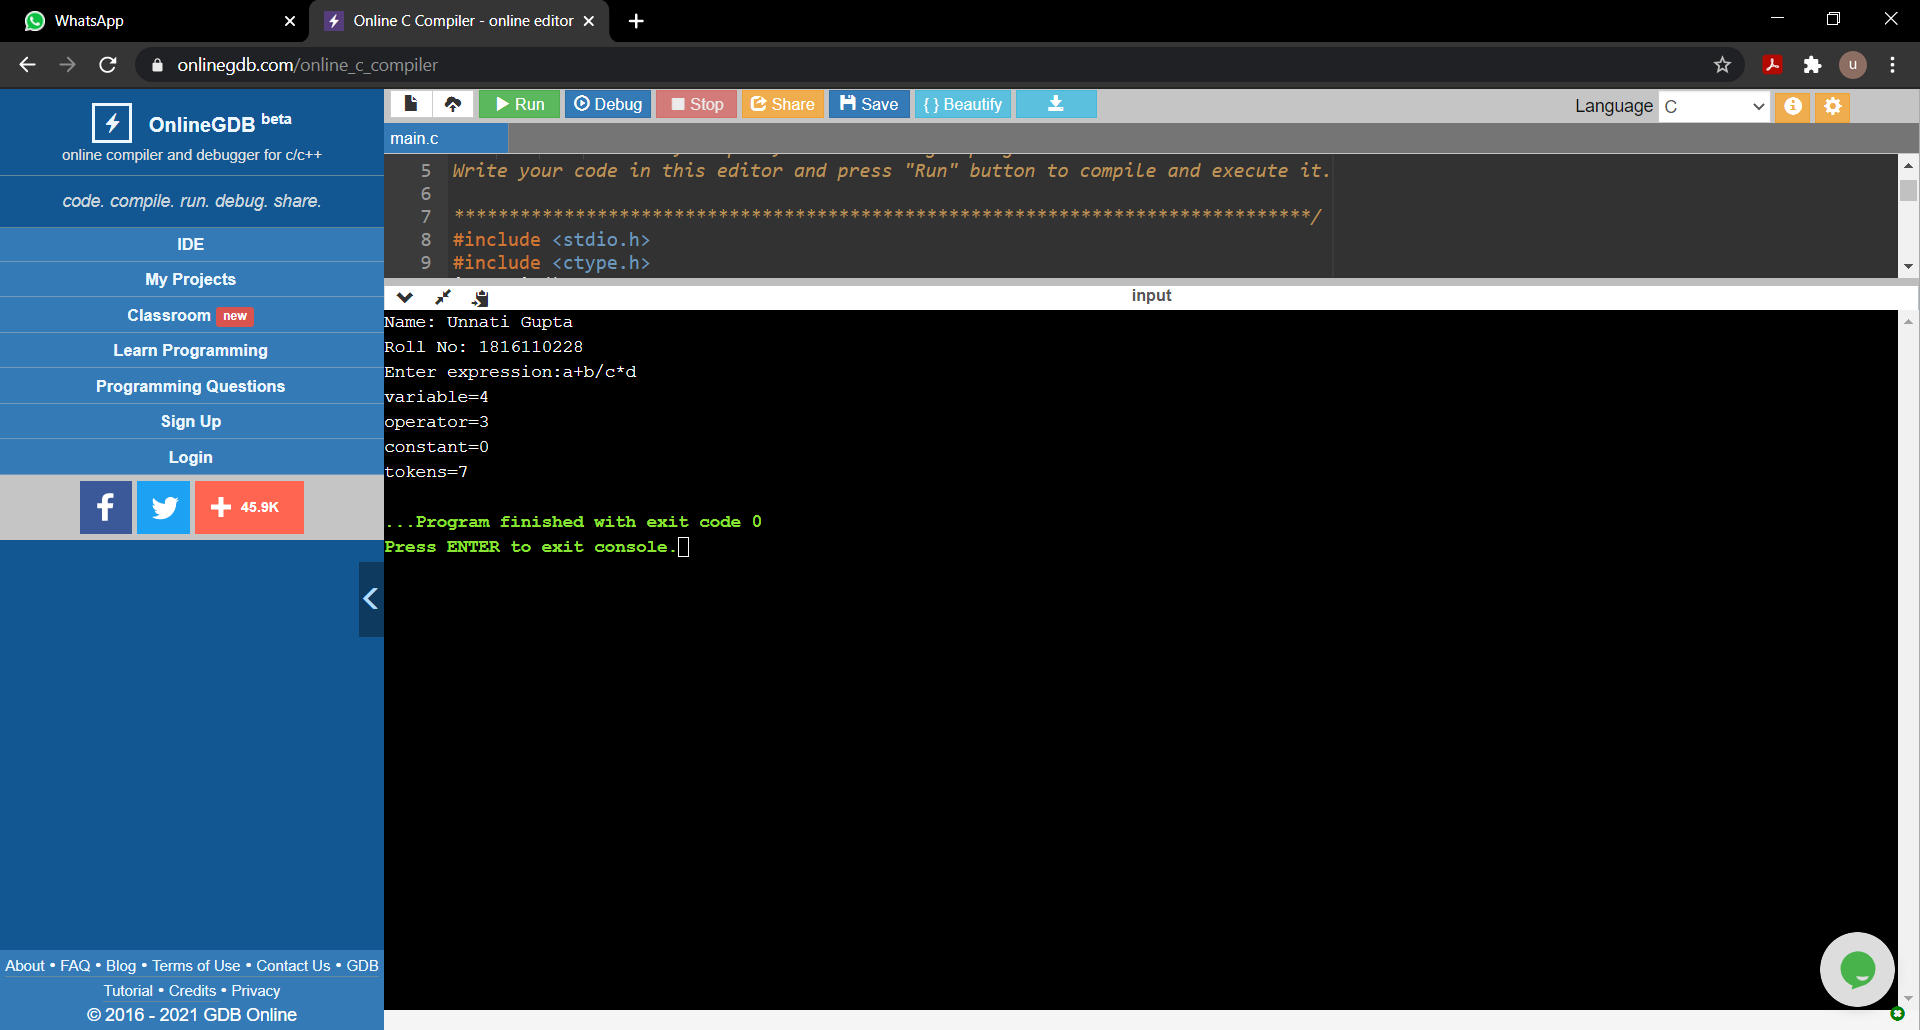 WhatsApp
Online C Compiler - online editor
onlinegdb.com/online_c_compiler
u
OnlineGDB beta
online compiler and debugger for c/c++
code. compile. run. debug. share.
IDE
My Projects
Classroom new
Learn Programming
Programming Questions
Sign Up
Login
f
45.9K
About • FAQ • Blog • Terms of Use • Contact Us • GDB
Tutorial • Credits • Privacy
© 2016 - 2021 GDB Online
Run Debug Stop Share Save { } Beautify
Language C
main.c
5 Write your code in this editor and press "Run" button to compile and execute it.
6
7 *******************************************************************************/
8 #include <stdio.h>
9 #include <ctype.h>
input
Name: Unnati Gupta
Roll No: 1816110228
Enter expression:a+b/c*d
variable=4
operator=3
constant=0
tokens=7
...Program finished with exit code 0
Press ENTER to exit console.